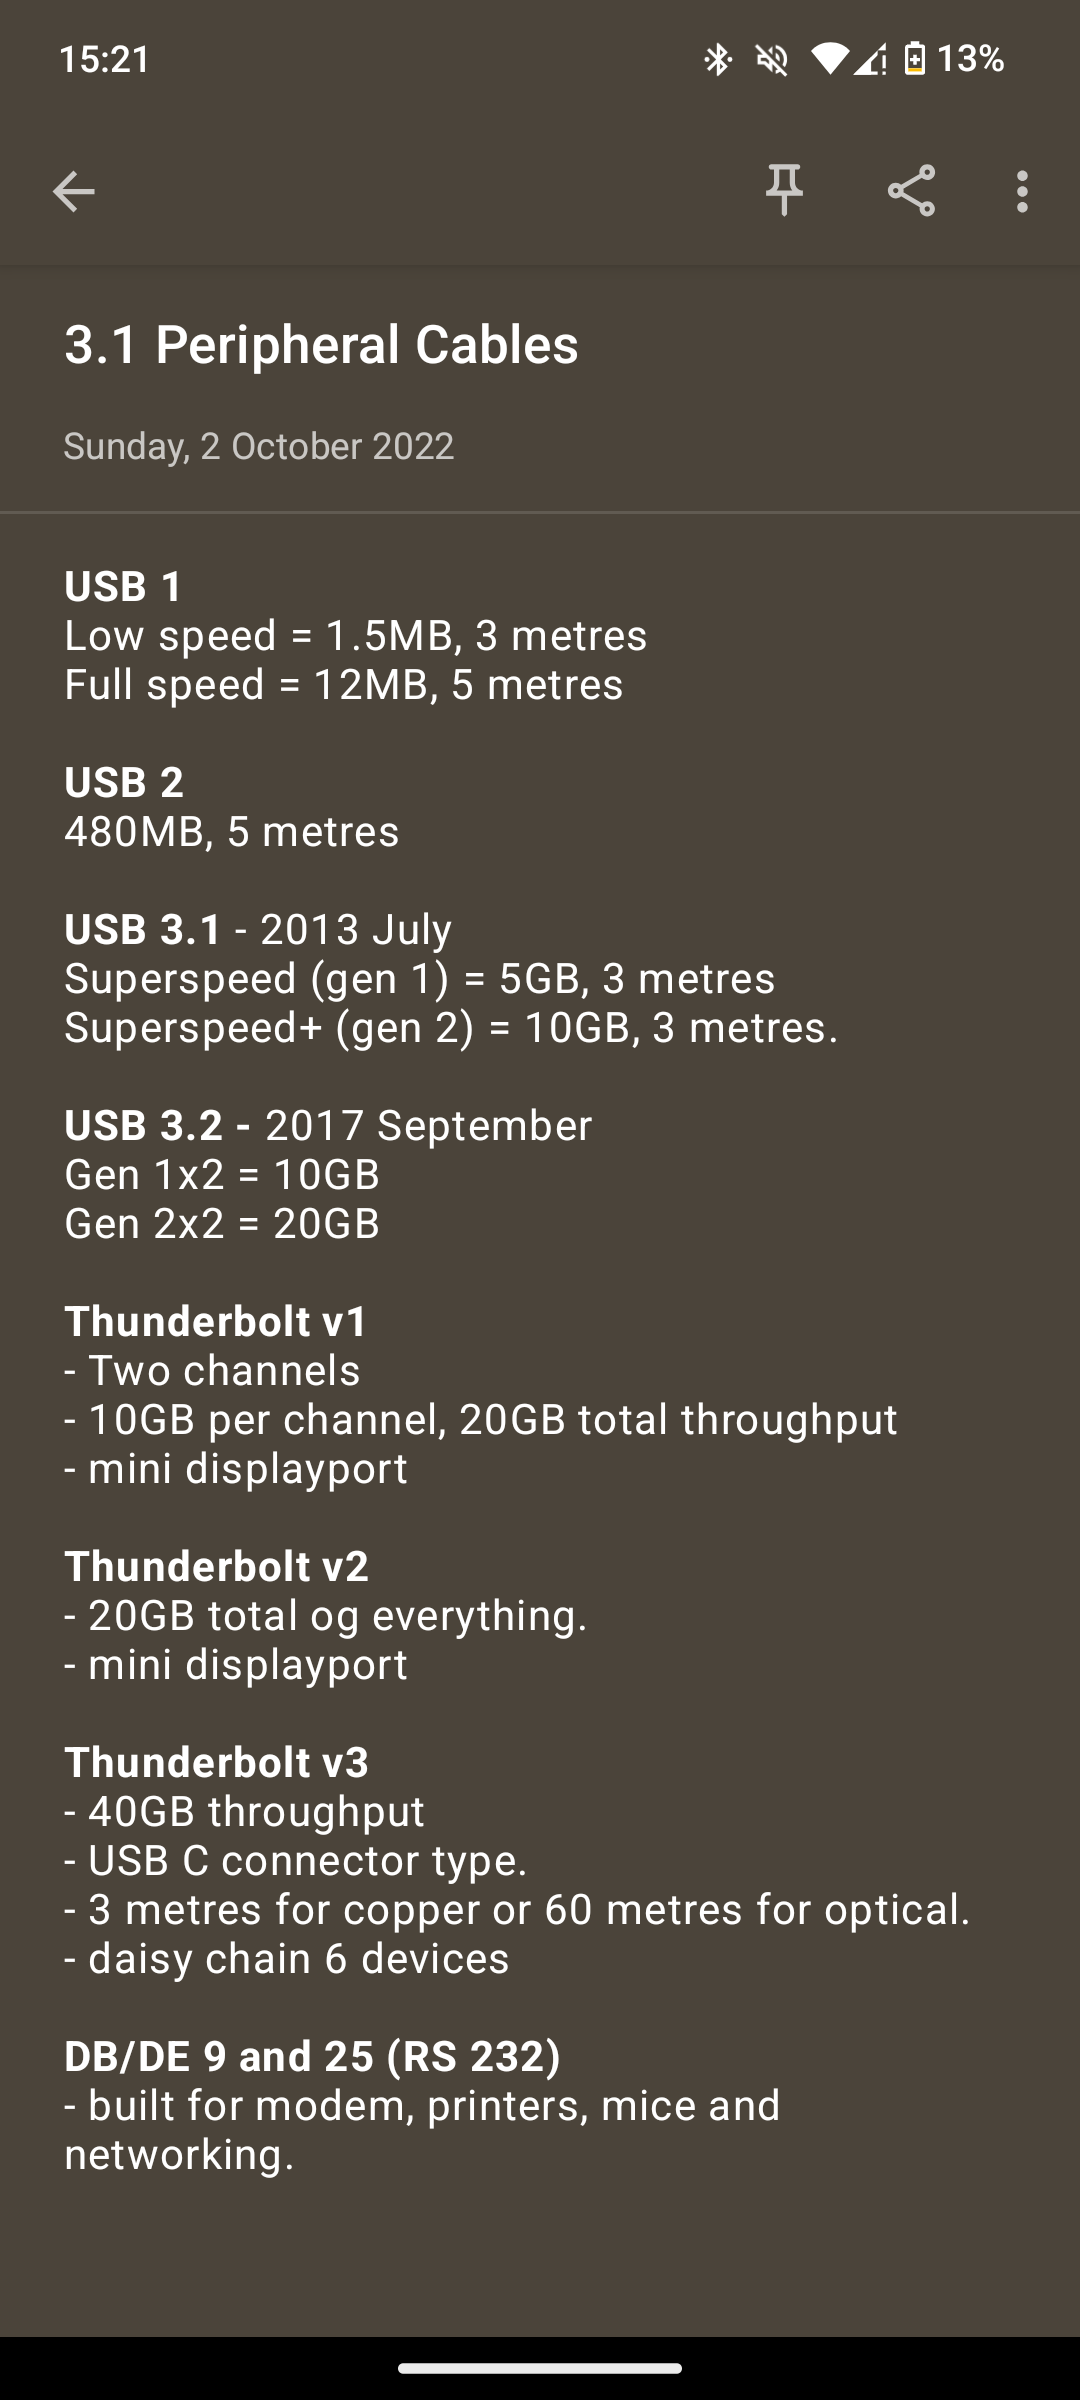 15:21
13%
3.1 Peripheral Cables
Sunday, 2 October 2022
USB 1
Low speed = 1.5MB, 3 metres
Full speed = 12MB, 5 metres
USB 2
480MB, 5 metres
USB 3.1 - 2013 July
Superspeed (gen 1) = 5GB, 3 metres
Superspeed+ (gen 2) = 10GB, 3 metres.
USB 3.2 - 2017 September
Gen 1x2 = 10GB
Gen 2x2 = 20GB
Thunderbolt v1
- Two channels
- 10GB per channel, 20GB total throughput
- mini displayport
Thunderbolt v2
- 20GB total og everything.
- mini displayport
Thunderbolt v3
- 40GB throughput
- USB C connector type.
- 3 metres for copper or 60 metres for optical.
- daisy chain 6 devices
DB/DE 9 and 25 (RS 232)
- built for modem, printers, mice and
networking.